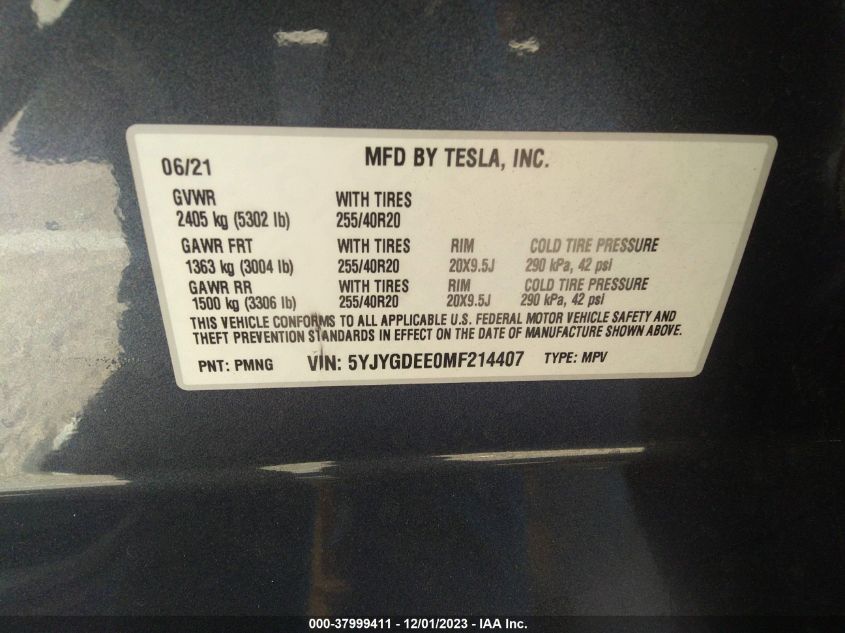 06/21 MFD BY TESLA, INC.
GVWR WITH TIRES
2405 kg (5302 lb) 255/40R20
GAWR FRT WITH TIRES RIM COLD TIRE PRESSURE
1363 kg (3004 lb) 255/40R20 20X9.5J 290 kPa, 42 psi
GAWR RR WITH TIRES RIM COLD TIRE PRESSURE
1500 kg (3306 lb) 255/40R20 20X9.5J 290 kPa, 42 psi
THIS VEHICLE CONFORMS TO ALL APPLICABLE U.S. FEDERAL MOTOR VEHICLE SAFETY AND
THEFT PREVENTION STANDARDS IN EFFECT ON THE DATE OF MANUFACTURE SHOWN ABOVE.
PNT: PMNG VIN: 5YJYGDEE0MF214407 TYPE: MPV
000-37999411 - 12/01/2023 - IAA Inc.